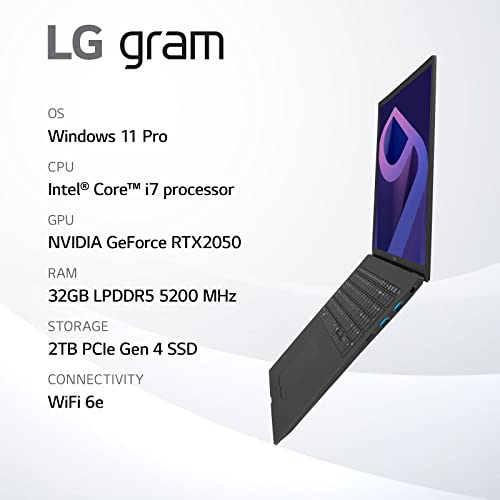 LG gram
OS
Windows 11 Pro
CPU
Intel® Core™ i7 processor
GPU
NVIDIA GeForce RTX2050
RAM
32GB LPDDR5 5200 MHz
STORAGE
2TB PCIe Gen 4 SSD
CONNECTIVITY
WiFi 6e